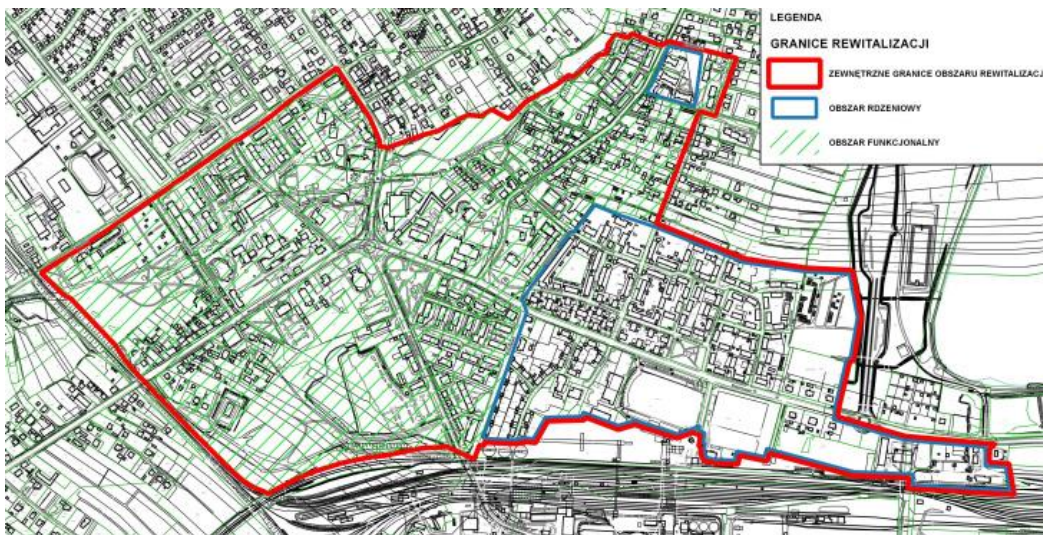 LEGENDA
GRANICE REWITALIZACJI
ZEWNĘTRZNE GRANICE OBSZARU REWITALIZACJ
OBSZAR RDZENIOWY
OBSZAR FUNKCJONALNY